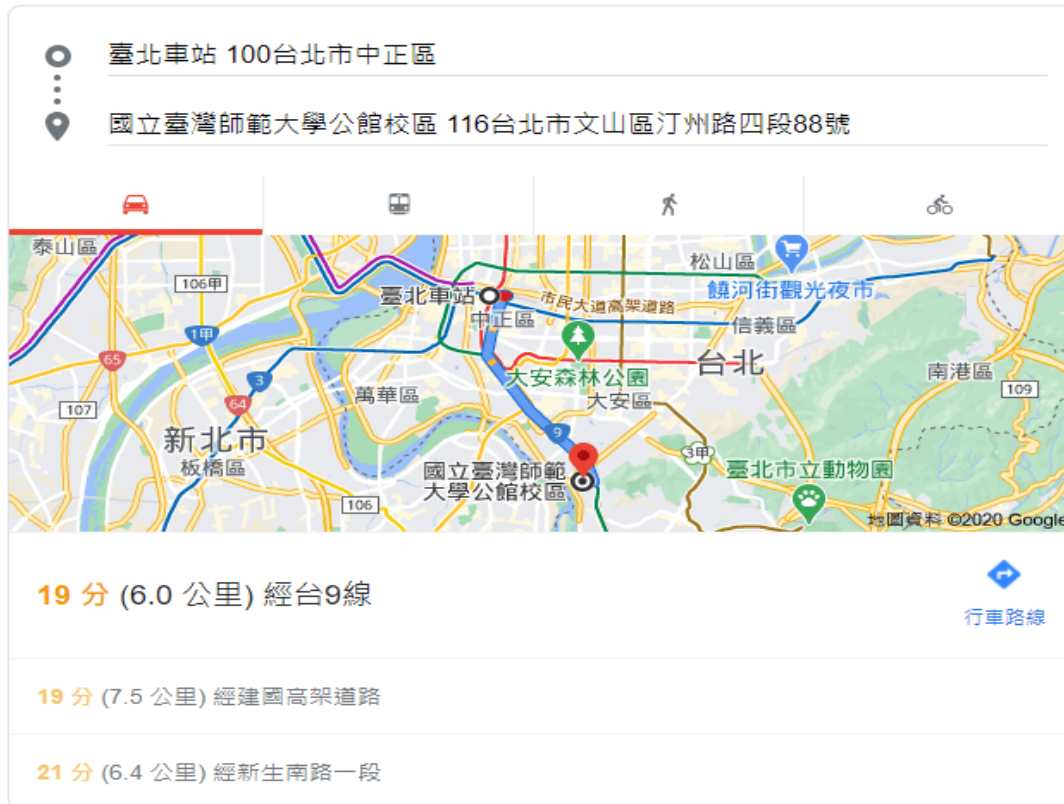 臺北車站 100台北市中正區
國立臺灣師範大學公館校區 116台北市文山區汀州路四段88號
泰山區
106甲
松山區
臺北車站
市民大道高架道路
饒河街觀光夜市
中正區
信義區
1甲
65
台北
3
大安森林公園
南港區
萬華區
大安區
109
64
107
9
新北市
3甲
板橋區
國立臺灣師範
大學公館校區
臺北市立動物園
106
地圖資料 ©2020 Google
19 分 (6.0 公里) 經台9線
行車路線
19 分 (7.5 公里) 經建國高架道路
21 分 (6.4 公里) 經新生南路一段